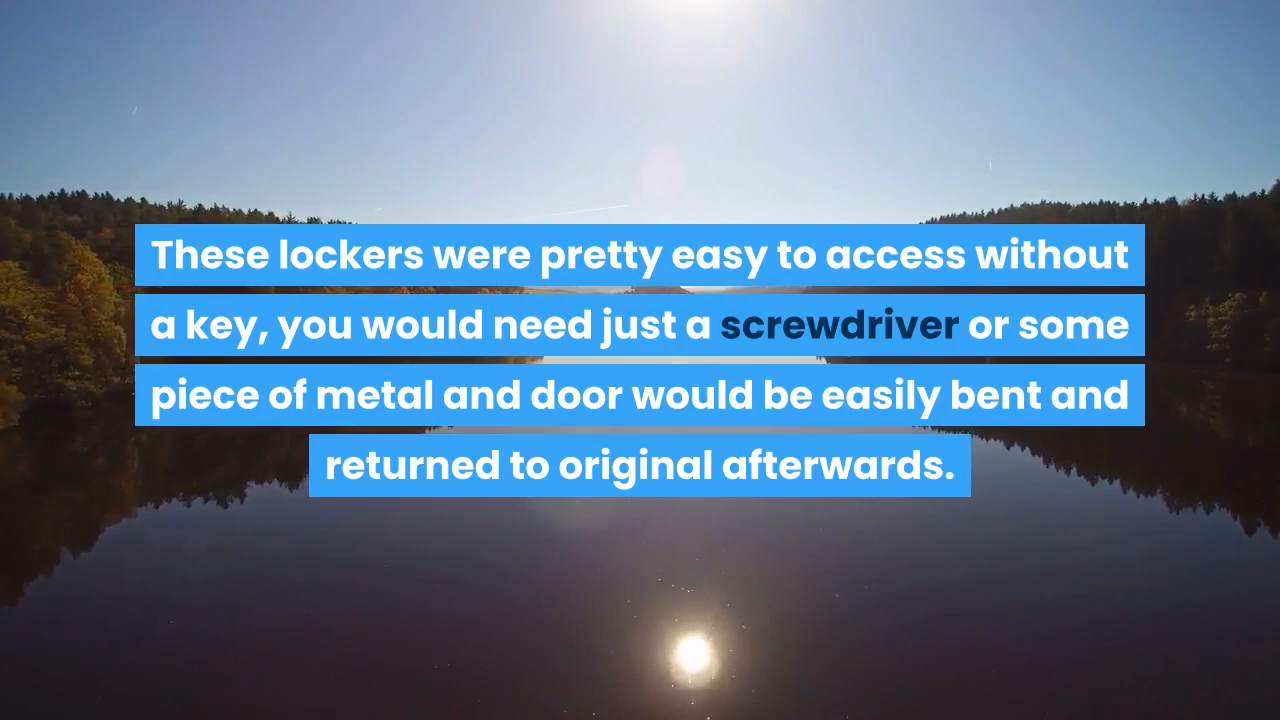 These lockers were pretty easy to access without
a key, you would need just a screwdriver or some
piece of metal and door would be easily bent and
returned to original afterwards.